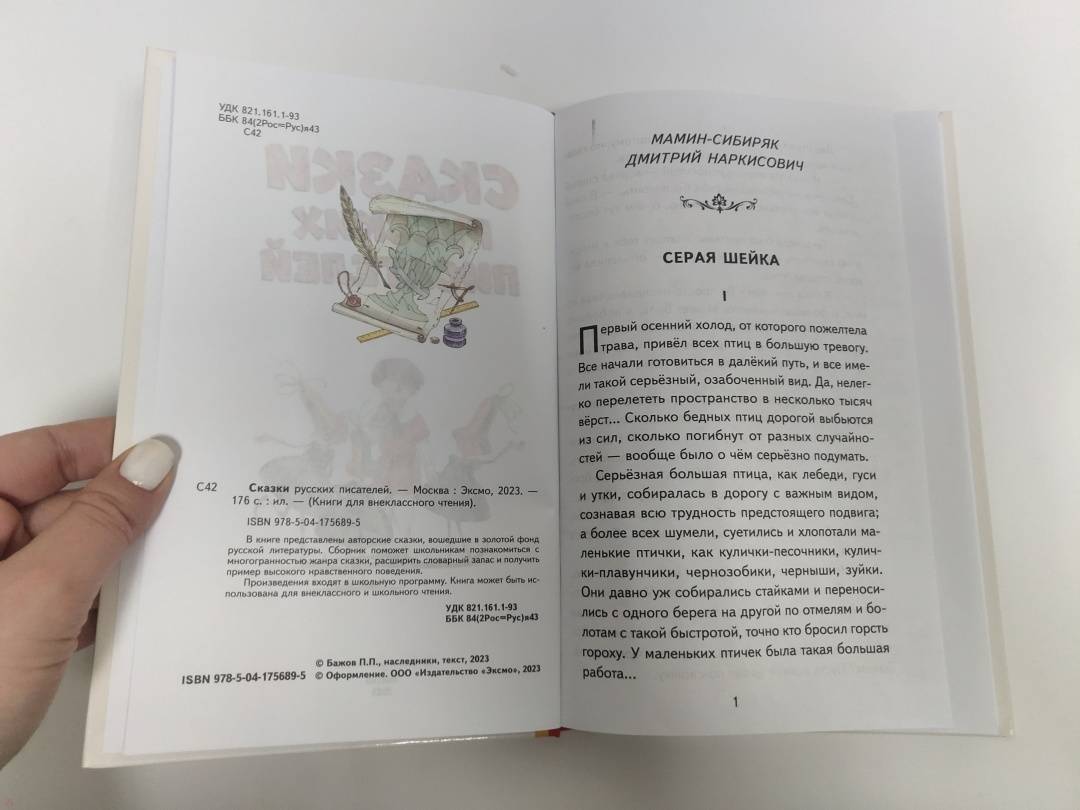 УДК 821.161.1-93
ББК 84(2Рос=Рус)я43
С42
СКАЗКИ
С42
Сказки русских писателей. — Москва : Эксмо, 2023. —
176 с. : ил. — (Книги для внеклассного чтения).
ISBN 978-5-04-175689-5
В книге представлены авторские сказки, вошедшие в золотой фонд
русской литературы. Сборник поможет школьникам познакомиться с
многогранностью жанра сказки, расширить словарный запас и получить
пример высокого нравственного поведения.
Произведения входят в школьную программу. Книга может быть ис-
пользована для внеклассного и школьного чтения.
УДК 821.161.1-93
ББК 84(2Рос=Рус)я43
© Бажов П.П., наследники, текст, 2023
ISBN 978-5-04-175689-5 © Оформление. ООО «Издательство «Эксмо», 2023
МАМИН-СИБИРЯК
ДМИТРИЙ НАРКИСОВИЧ
СЕРАЯ ШЕЙКА
I
Первый осенний холод, от которого пожелтела
трава, привёл всех птиц в большую тревогу.
Все начали готовиться в далёкий путь, и все име-
ли такой серьёзный, озабоченный вид. Да, нелег-
ко перелететь пространство в несколько тысяч
вёрст... Сколько бедных птиц дорогой выбьются
из сил, сколько погибнут от разных случайно-
стей — вообще было о чём серьёзно подумать.
Серьёзная большая птица, как лебеди, гуси
и утки, собиралась в дорогу с важным видом,
сознавая всю трудность предстоящего подвига;
а более всех шумели, суетились и хлопотали ма-
ленькие птички, как кулички-песочники, кулич-
ки-плавунчики, чернозобики, черныши, зуйки.
Они давно уж собирались стайками и переноси-
лись с одного берега на другой по отмелям и бо-
лотам с такой быстротой, точно кто бросил горсть
гороху. У маленьких птичек была такая большая
работа...
1